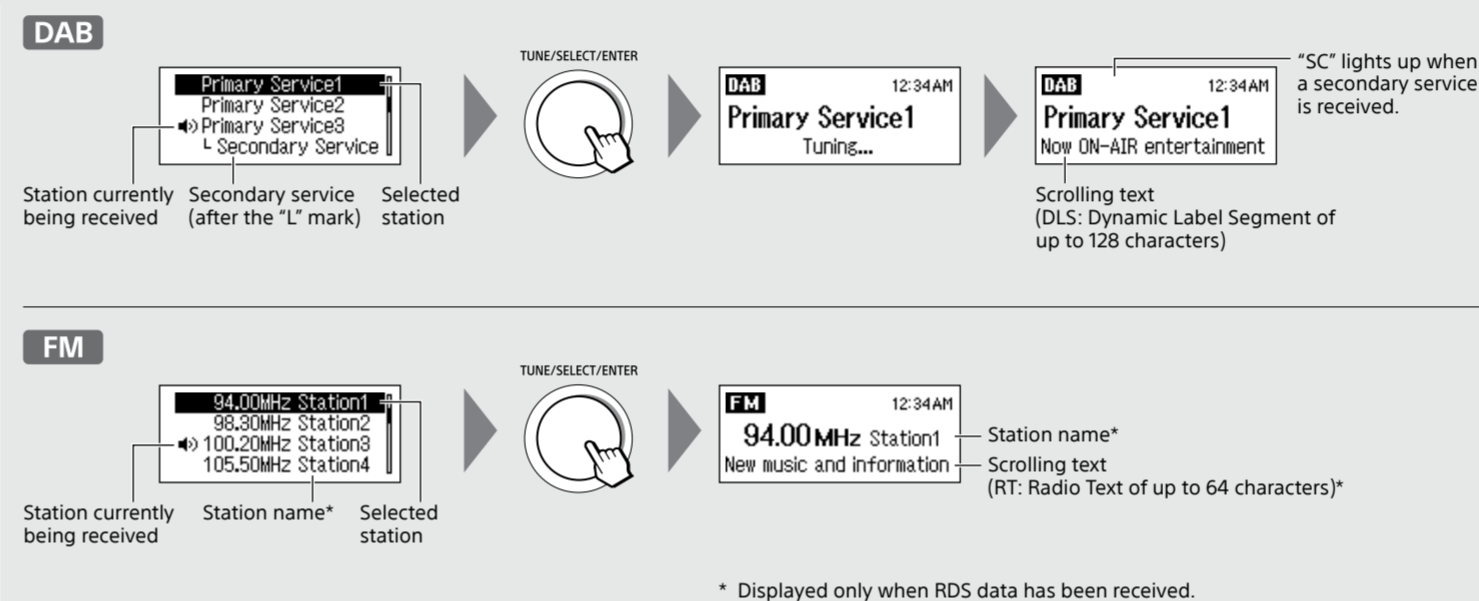 DAB
TUNE/SELECT/ENTER
Primary Service1
Primary Service2
Primary Service3
└ Secondary Service
Station currently
being received
Secondary service
(after the "L" mark)
Selected
station
DAB 12:34AM
Primary Service1
Tuning...
DAB 12:34AM
Primary Service1
Now ON-AIR entertainment
“SC” lights up when
a secondary service
is received.
Scrolling text
(DLS: Dynamic Label Segment of
up to 128 characters)
FM
TUNE/SELECT/ENTER
94.00MHz Station1
98.30MHz Station2
100.20MHz Station3
105.50MHz Station4
Station currently
being received
Station name*
Selected
station
FM 12:34AM
94.00MHz Station1
New music and information
Station name*
Scrolling text
(RT: Radio Text of up to 64 characters)*
* Displayed only when RDS data has been received.